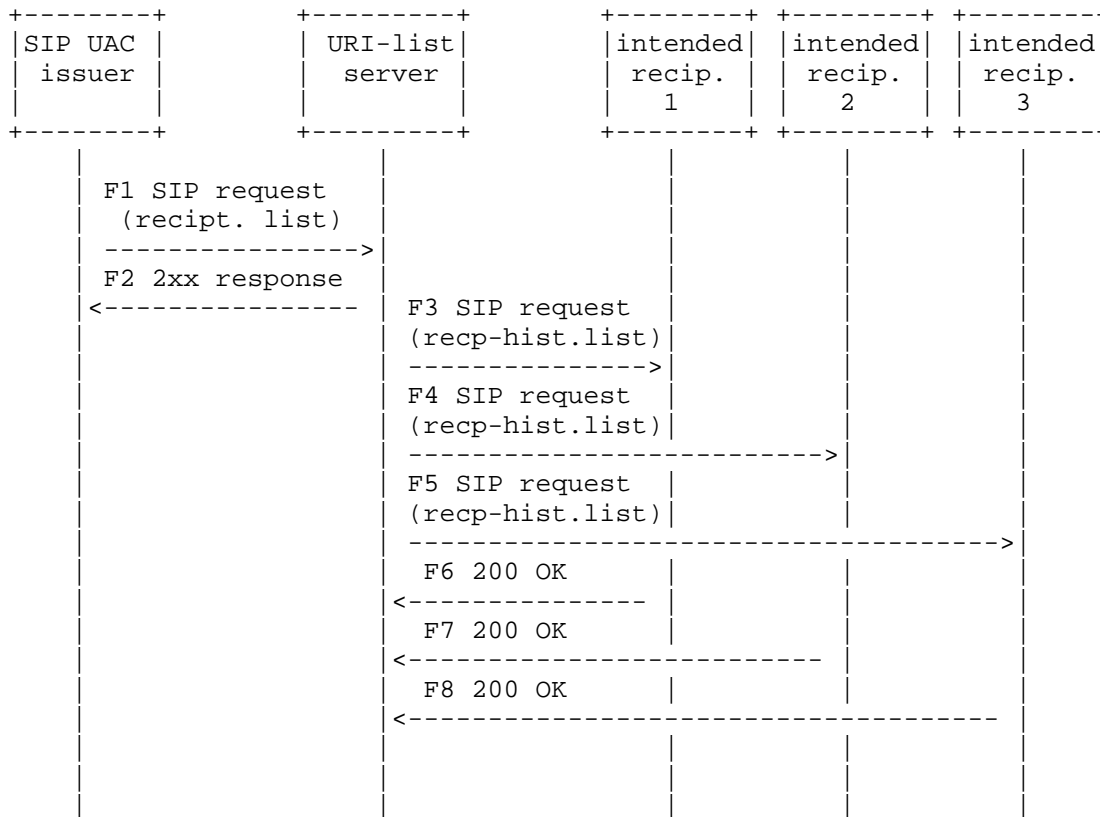 SIP UAC URI-list intended intended intended
issuer server recip. recip. recip.
1 2 3
F1 SIP request
(recipt. list)
F2 2xx response
F3 SIP request
(recp-hist.list)
F4 SIP request
(recp-hist.list)
F5 SIP request
(recp-hist.list)
F6 200 OK
F7 200 OK
F8 200 OK